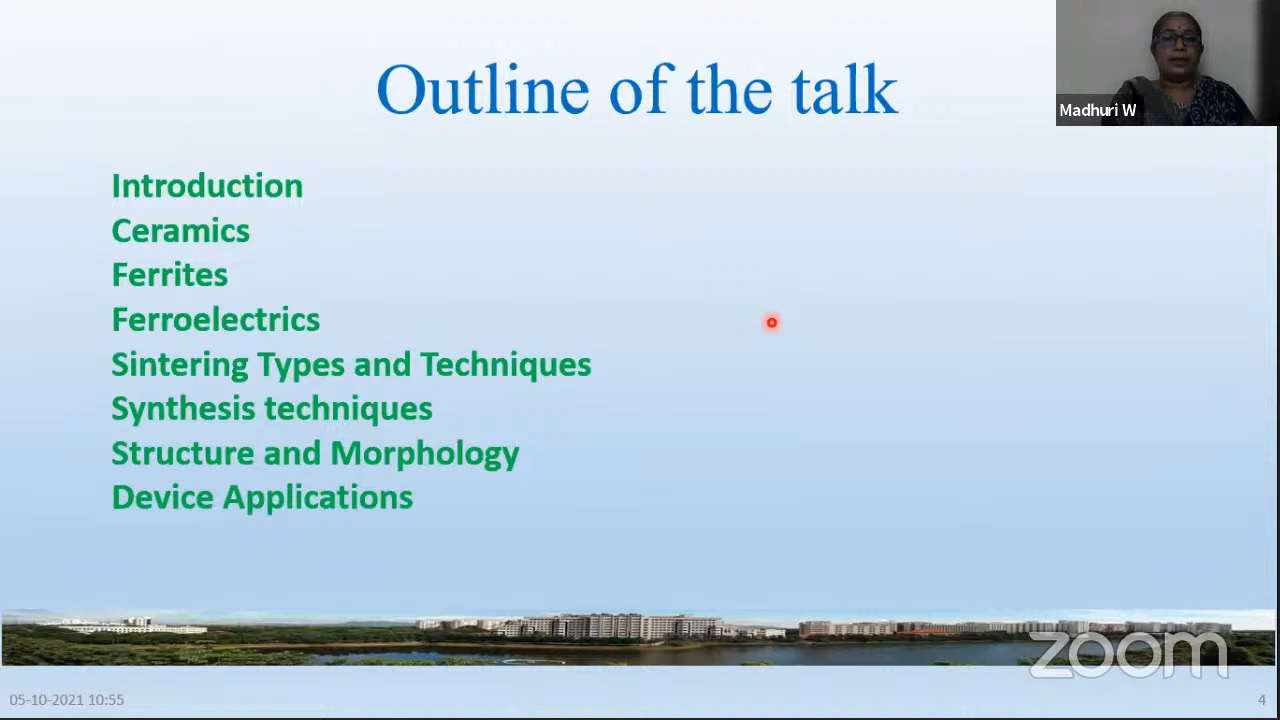 Outline of the talk
Madhuri W
Introduction
Ceramics
Ferrites
Ferroelectrics
Sintering Types and Techniques
Synthesis techniques
Structure and Morphology
Device Applications
zoom
05-10-2021 10:55
4